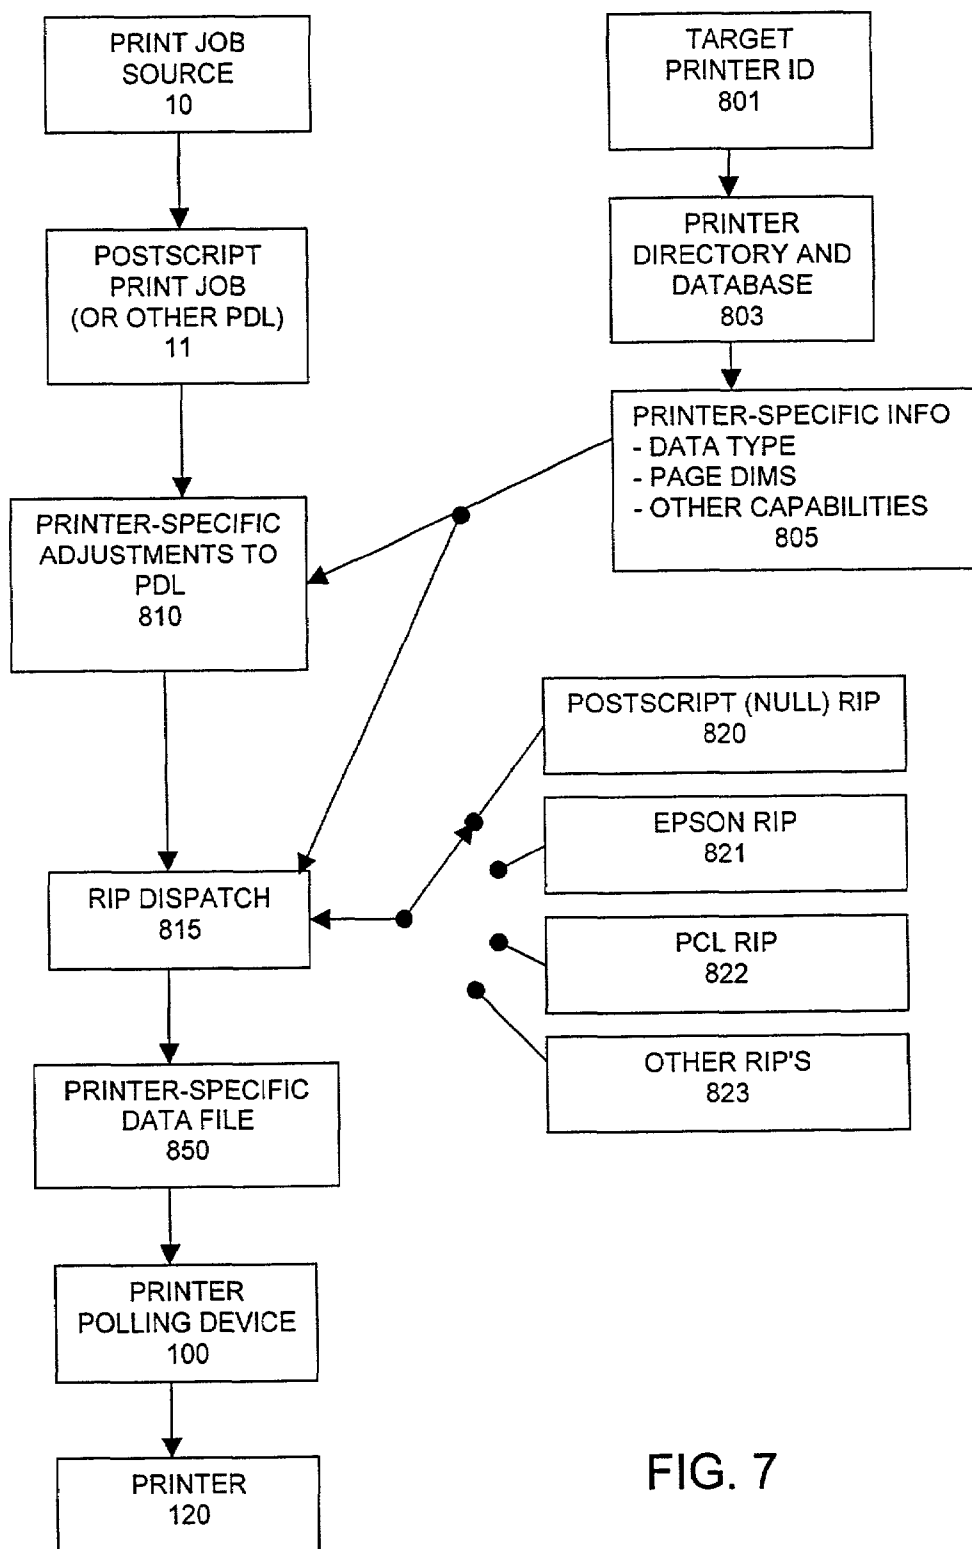 PRINT JOB
SOURCE
10
POSTSCRIPT
PRINT JOB
(OR OTHER PDL)
11
PRINTER-SPECIFIC
ADJUSTMENTS TO
PDL
810
RIP DISPATCH
815
PRINTER-SPECIFIC
DATA FILE
850
PRINTER
POLLING DEVICE
100
PRINTER
120
TARGET
PRINTER ID
801
PRINTER
DIRECTORY AND
DATABASE
803
PRINTER-SPECIFIC INFO
- DATA TYPE
- PAGE DIMS
- OTHER CAPABILITIES
805
POSTSCRIPT (NULL) RIP
820
EPSON RIP
821
PCL RIP
822
OTHER RIP'S
823
FIG. 7